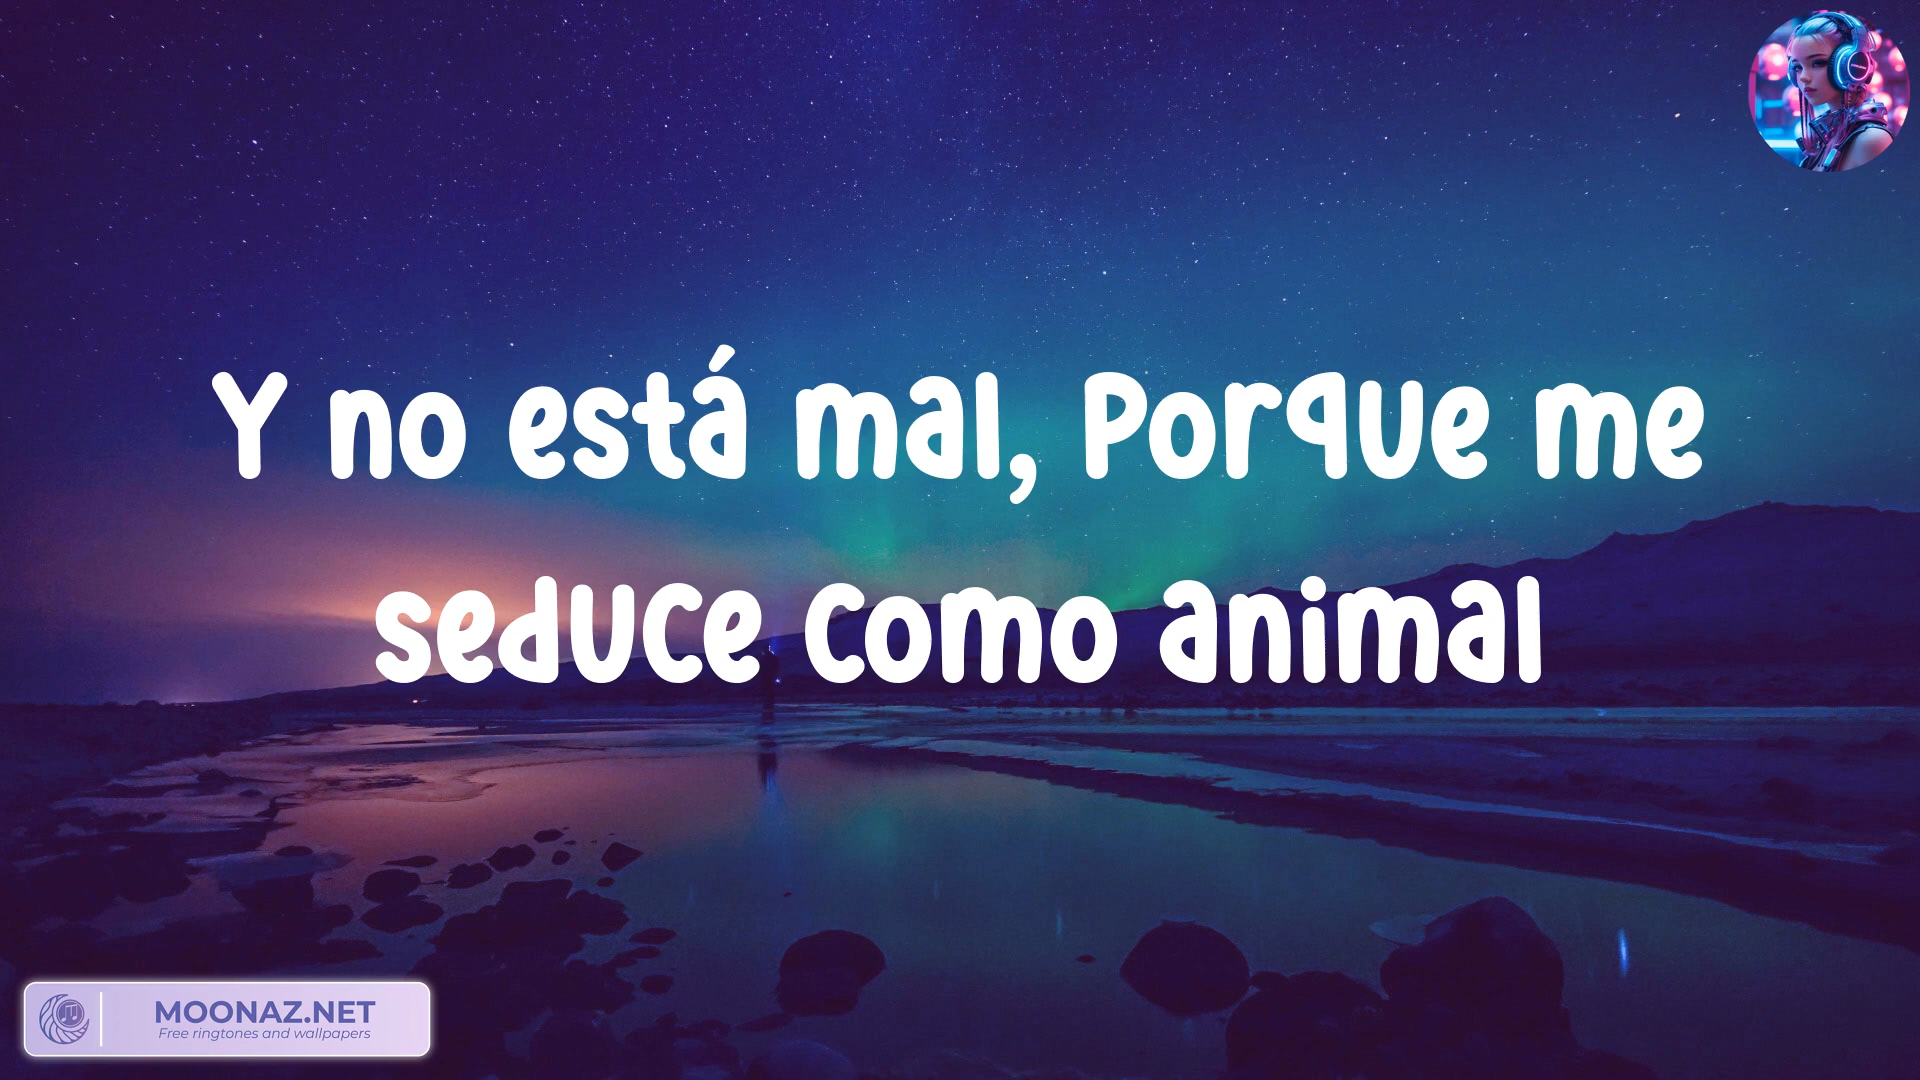 Y no está mal, Porque me
seduce como animal
MOONAZ.NET
Free ringtones and wallpapers